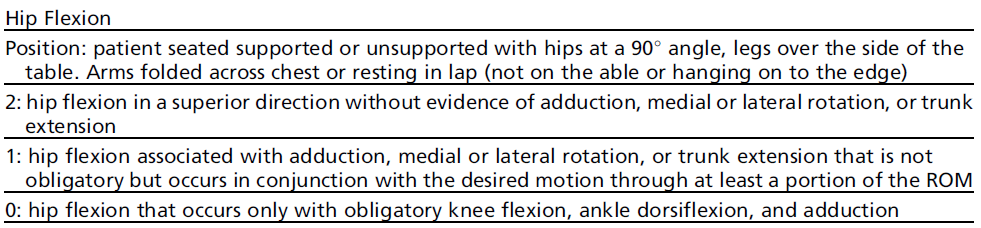 Hip Flexion
Position: patient seated supported or unsupported with hips at a 90° angle, legs over the side of the
table. Arms folded across chest or resting in lap (not on the able or hanging on to the edge)
2: hip flexion in a superior direction without evidence of adduction, medial or lateral rotation, or trunk
extension
1: hip flexion associated with adduction, medial or lateral rotation, or trunk extension that is not
obligatory but occurs in conjunction with the desired motion through at least a portion of the ROM
0: hip flexion that occurs only with obligatory knee flexion, ankle dorsiflexion, and adduction